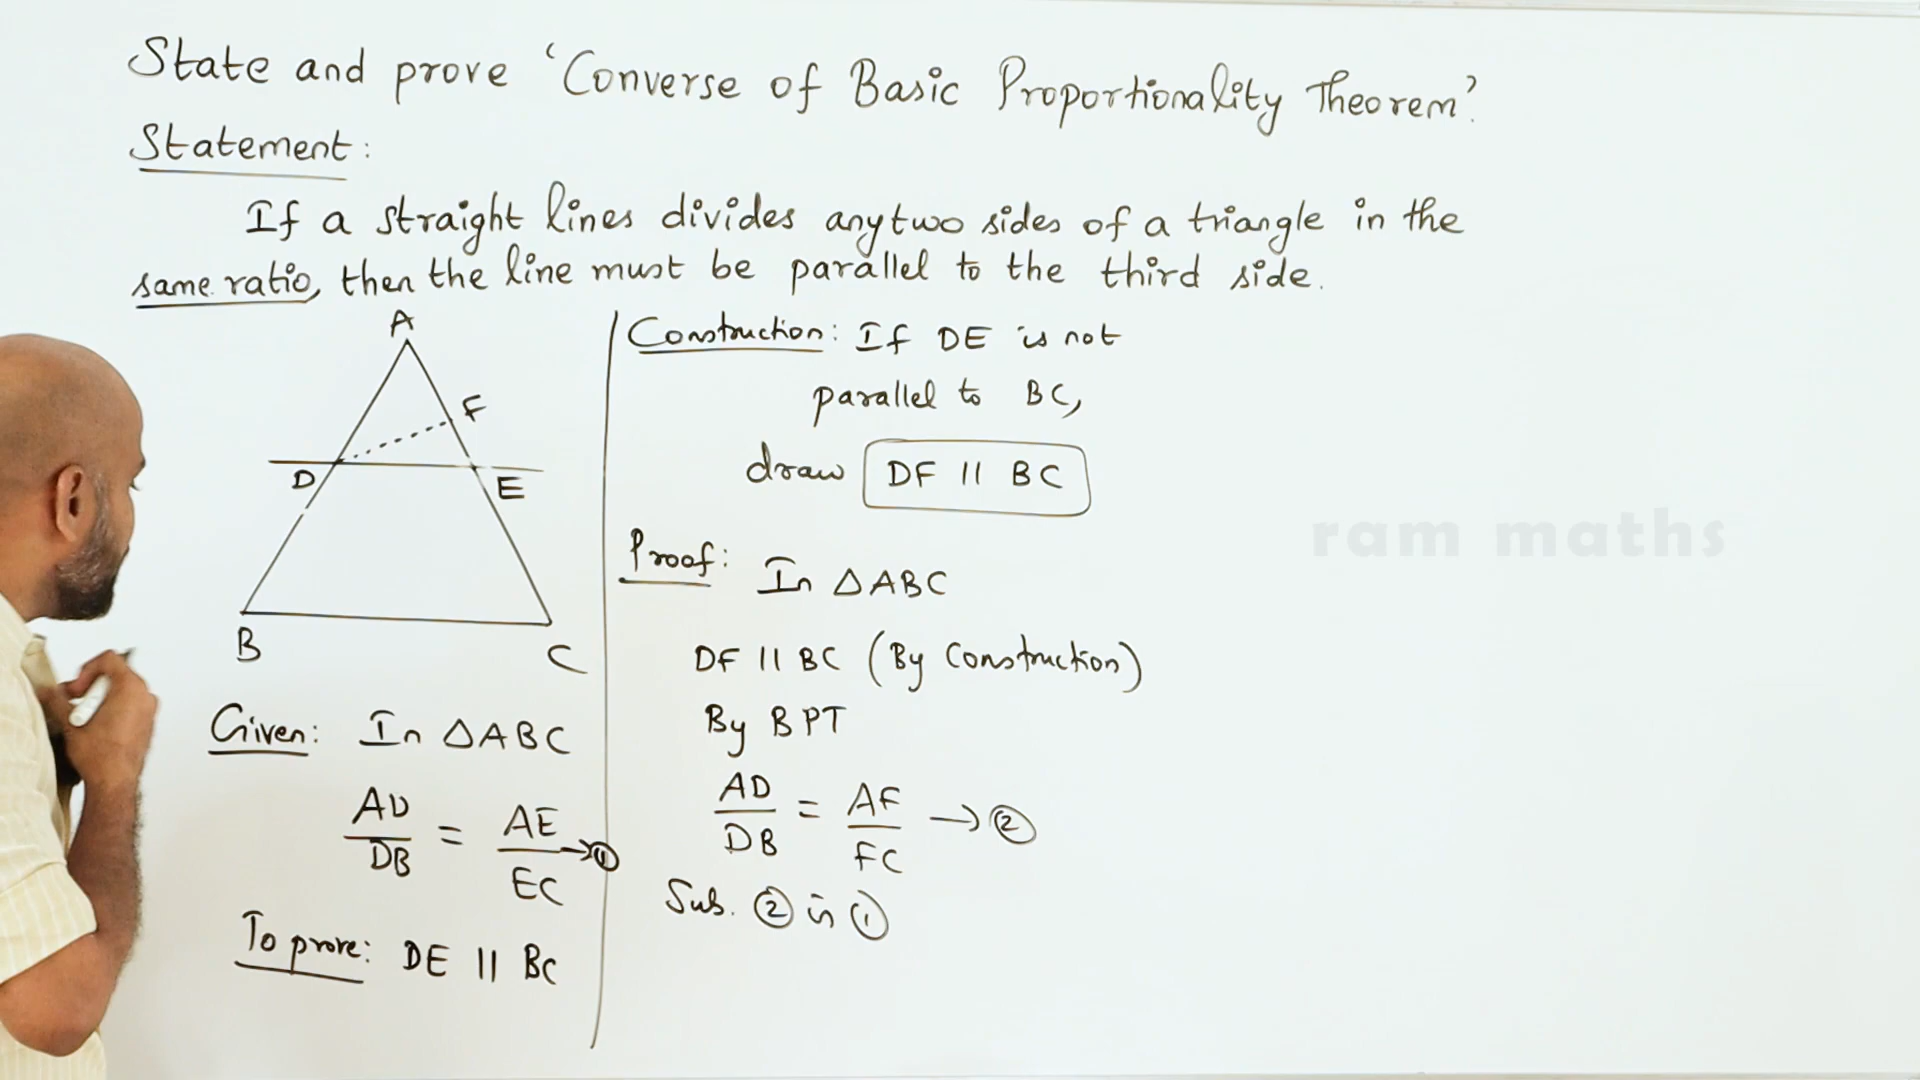 State and prove 'Converse of Basic Proportionality Theorem'.
Statement:
If a straight lines divides any two sides of a triangle in the
same ratio, then the line must be parallel to the third side.
A
F
D
E
B
C
Given: In △ABC
AD/DB = AE/EC → ①
To prove: DE || BC
Construction: If DE is not
parallel to BC,
draw DF || BC
Proof: In △ABC
DF || BC (By Construction)
By BPT
AD/DB = AF/FC → ②
Sub. ② in ①
ram maths